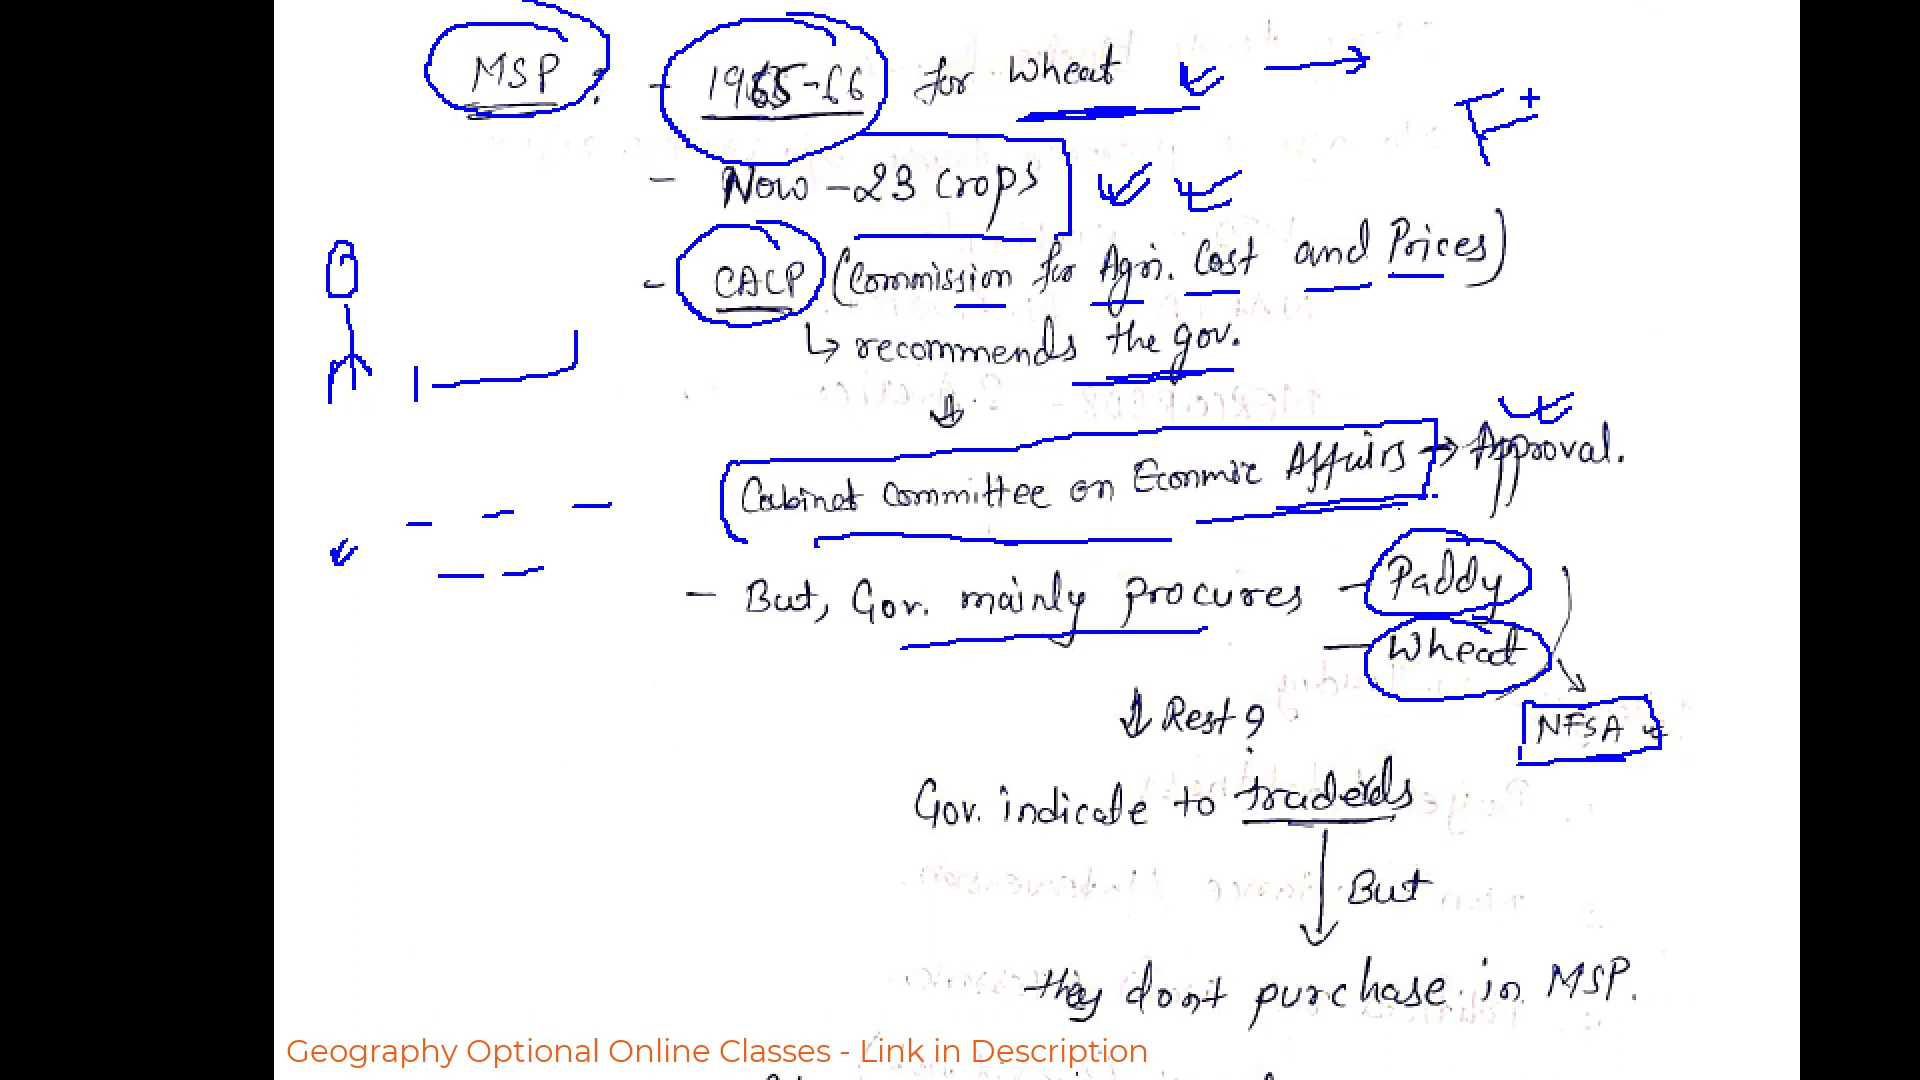 MSP : - 1965-66 for Wheat
F+
- Now - 23 crops
- CACP (Commission for Agri. Cost and Prices)
↳ recommends the gov.
↓
Cabinet Committee on Econmic Affairs → Approval.
- But, Gov. mainly procures - Paddy
- Wheat
↓ Rest ?
NFSA
Gov. indicate to traders
↓ But
they dont purchase in MSP.
Geography Optional Online Classes - Link in Description